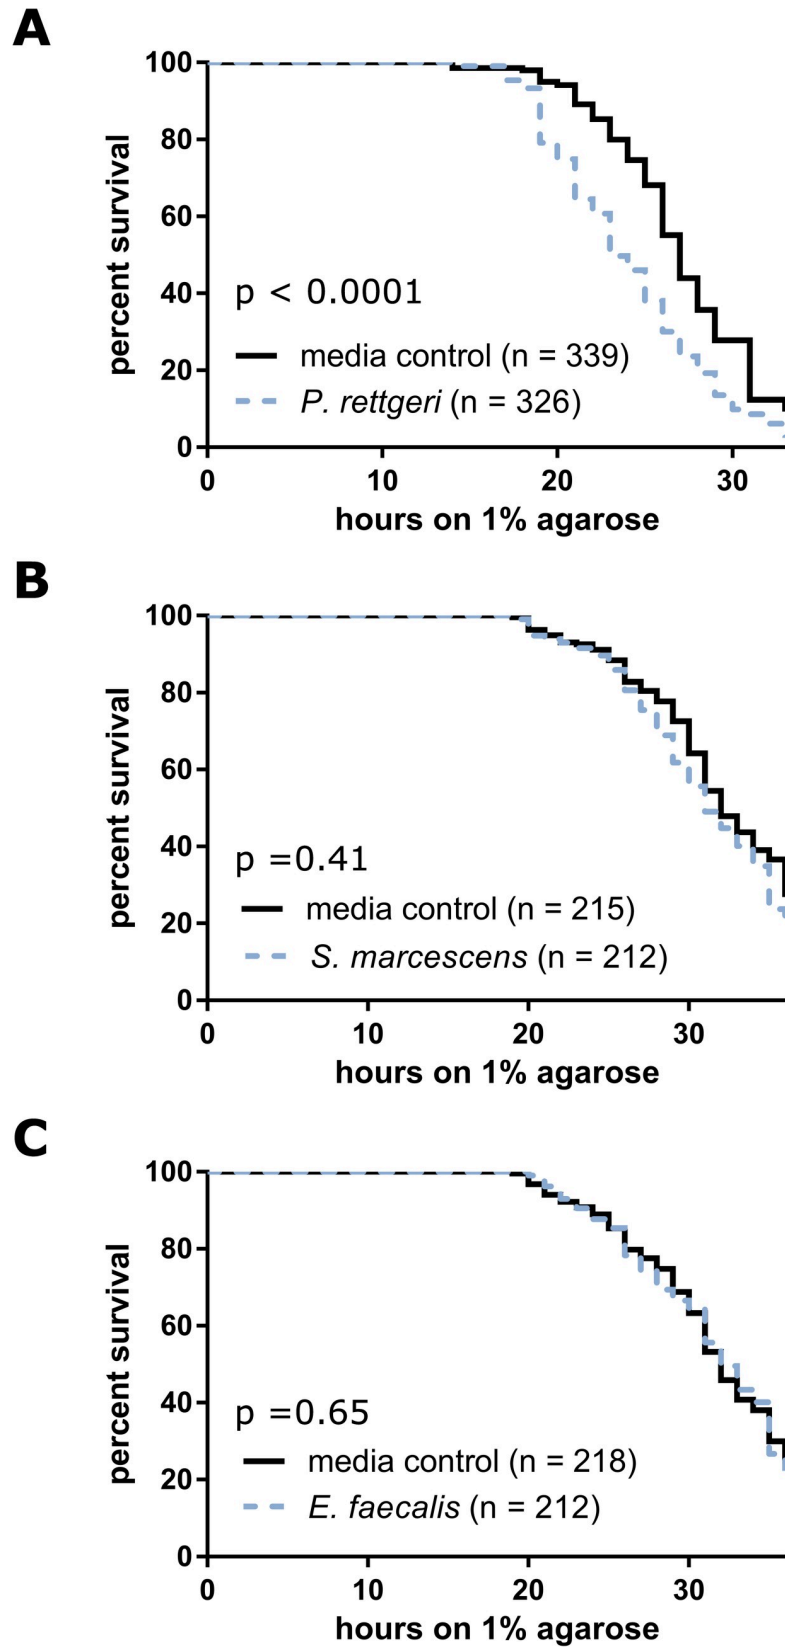 A
100
80
60
40
20
0
percent survival
p < 0.0001
media control (n = 339)
P. rettgeri (n = 326)
0 10 20 30
hours on 1% agarose
B
100
80
60
40
20
0
percent survival
p =0.41
media control (n = 215)
S. marcescens (n = 212)
0 10 20 30
hours on 1% agarose
C
100
80
60
40
20
0
percent survival
p =0.65
media control (n = 218)
E. faecalis (n = 212)
0 10 20 30
hours on 1% agarose